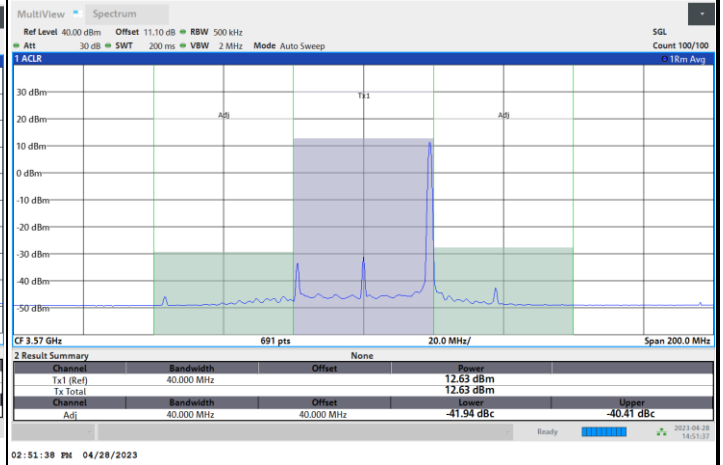 MultiView Spectrum
Ref Level 40.00 dBm Offset 11.10 dB RBW 500 kHz SGL
Att 30 dB SWT 200 ms VBW 2 MHz Mode Auto Sweep Count 100/100
1 ACLR 1Rm Avg
30 dBm
Tx1
20 dBm
Adj Adj
10 dBm
0 dBm
-10 dBm
-20 dBm
-30 dBm
-40 dBm
-50 dBm
CF 3.57 GHz 691 pts 20.0 MHz/ Span 200.0 MHz
2 Result Summary None
Channel Bandwidth Offset Power
Tx1 (Ref) 40.000 MHz 12.63 dBm
Tx Total 12.63 dBm
Channel Bandwidth Offset Lower Upper
Adj 40.000 MHz 40.000 MHz -41.94 dBc -40.41 dBc
Ready 2023-04-28
14:51:37
02:51:38 PM 04/28/2023